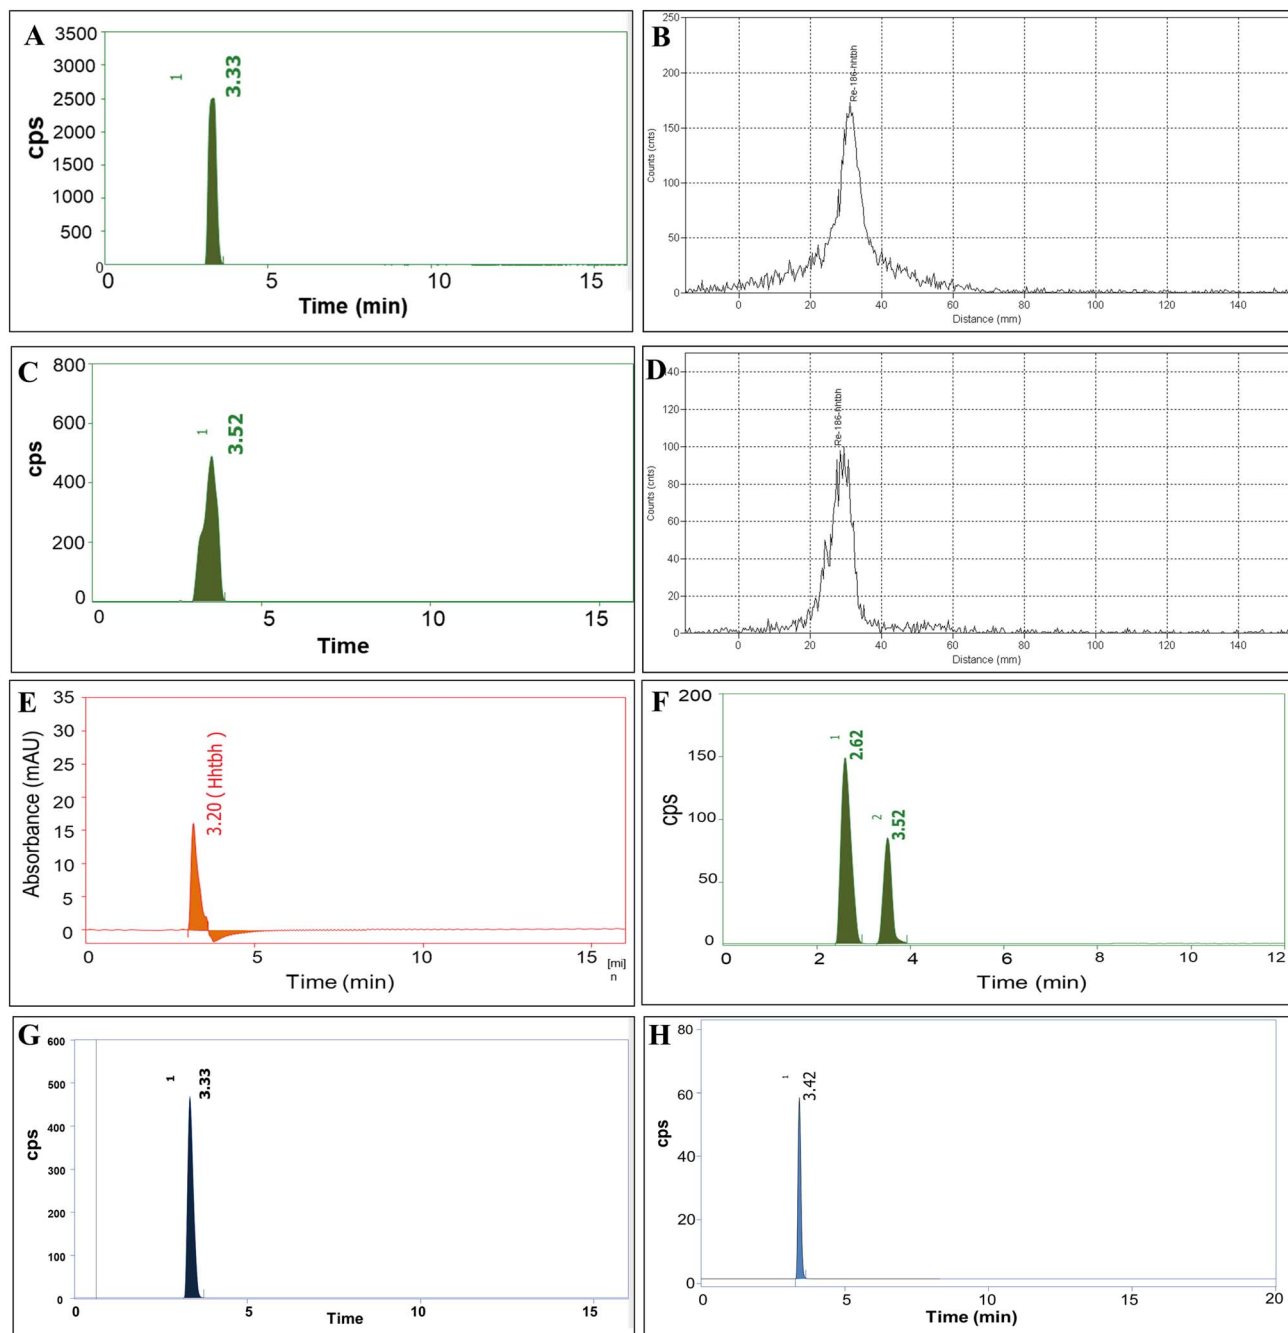 A
3500
3000
2500
2000
1500
1000
500
0
cps
1
3.33
0 5 10 15
Time (min)
B
250
200
150
100
50
0
Counts (cnts)
Re-186-hhtbh
0 20 40 60 80 100 120 140
Distance (mm)
C
800
600
400
200
0
cps
1
3.52
0 5 10 15
Time
D
140
120
100
80
60
40
20
0
Counts (cnts)
Re-186-hhtbh
0 20 40 60 80 100 120 140
Distance (mm)
E
35
30
25
20
15
10
5
0
Absorbance (mAU)
3.20 ( Hhtbh )
0 5 10 15
[mi]
n
Time (min)
F
200
150
100
50
0
cps
1
2.62
2
3.52
0 2 4 6 8 10 12
Time (min)
G
600
500
400
300
200
100
0
cps
1
3.33
0 5 10 15
Time
H
80
60
40
20
0
cps
1
3.42
0 5 10 15 20
Time (min)